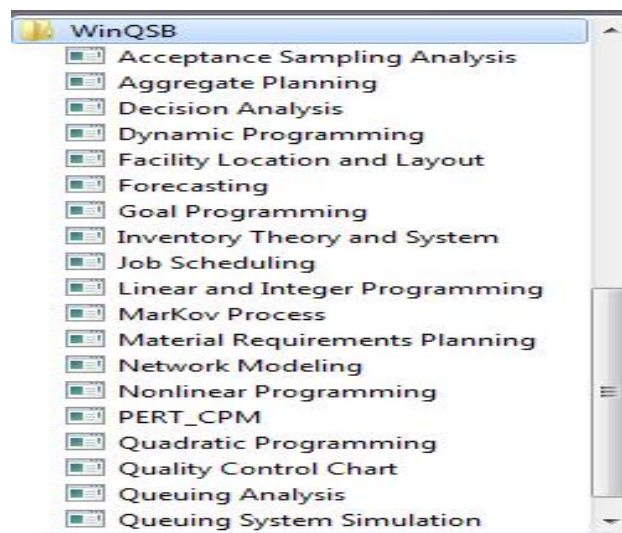 WinQSB
Acceptance Sampling Analysis
Aggregate Planning
Decision Analysis
Dynamic Programming
Facility Location and Layout
Forecasting
Goal Programming
Inventory Theory and System
Job Scheduling
Linear and Integer Programming
MarKov Process
Material Requirements Planning
Network Modeling
Nonlinear Programming
PERT_CPM
Quadratic Programming
Quality Control Chart
Queuing Analysis
Queuing System Simulation